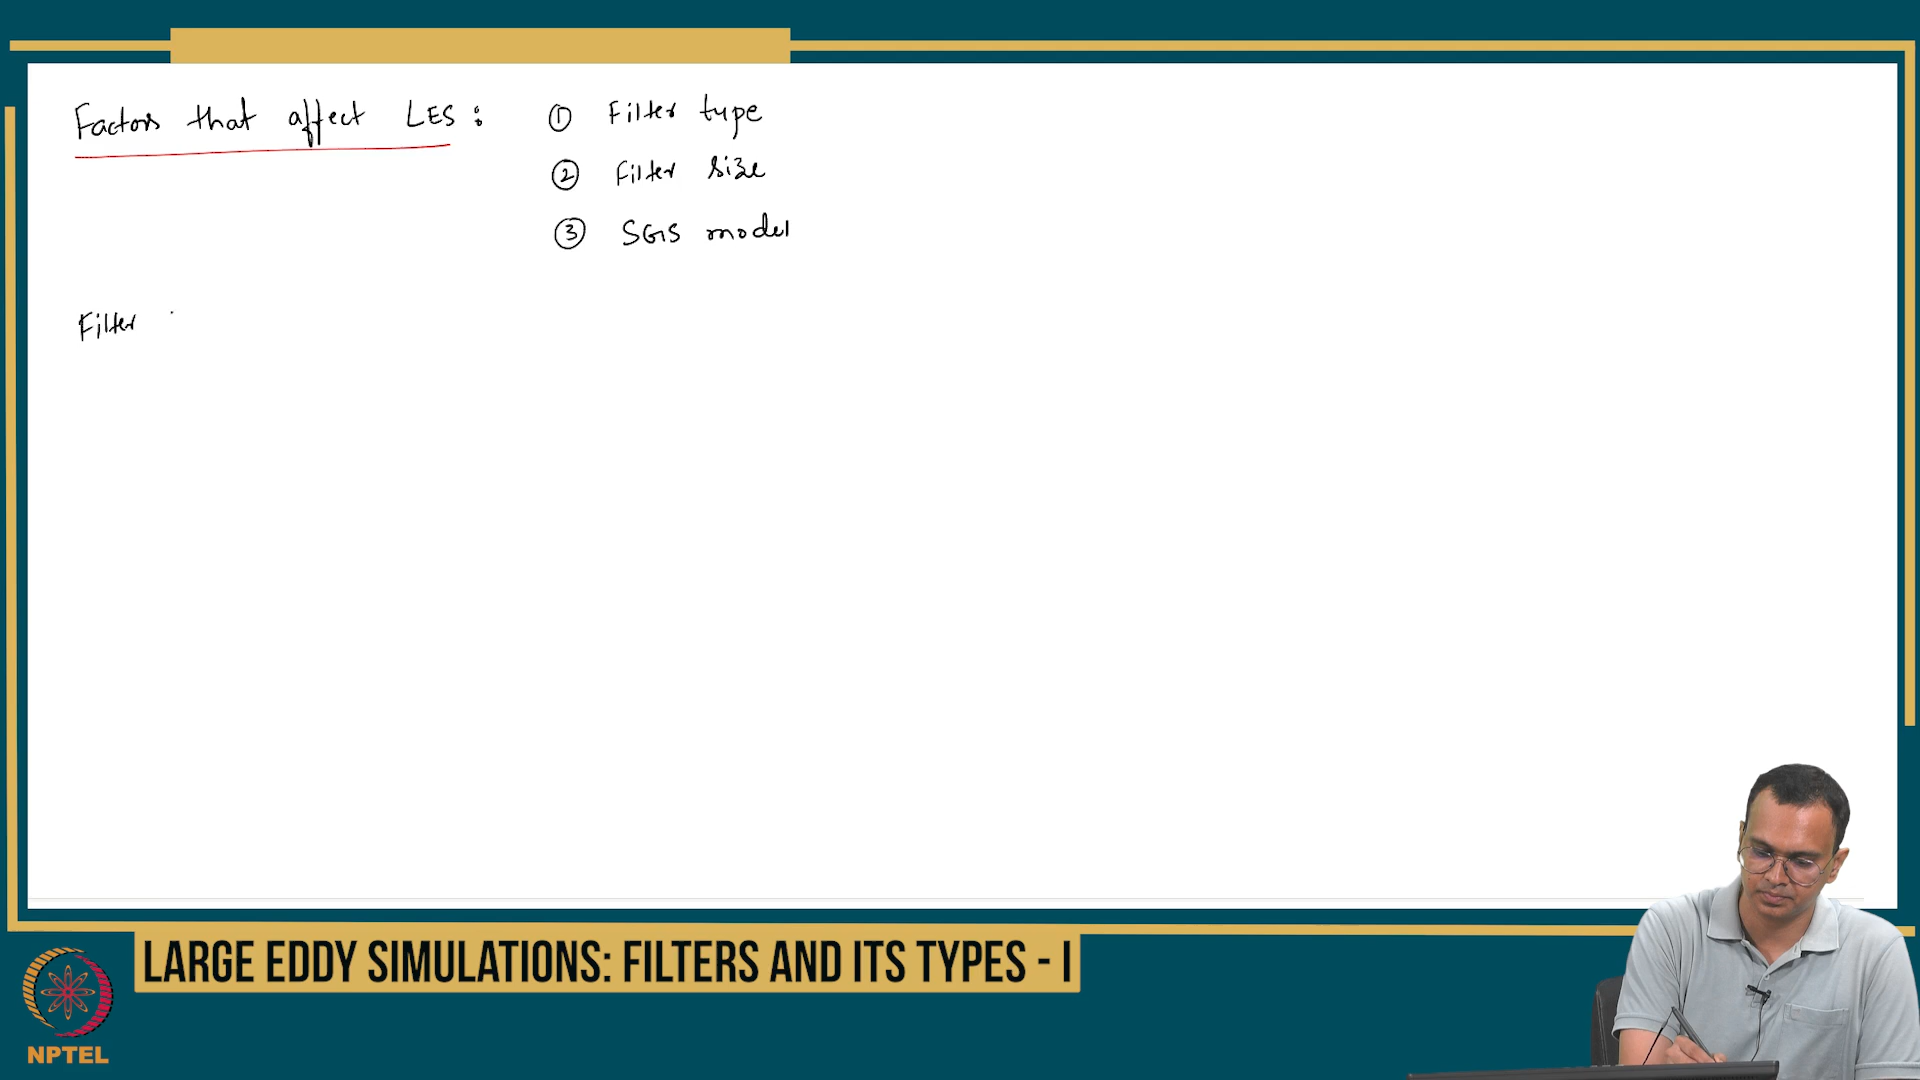 Factors that affect LES : ① Filter type
② Filter size
③ SGS model
Filter
LARGE EDDY SIMULATIONS: FILTERS AND ITS TYPES - I
NPTEL